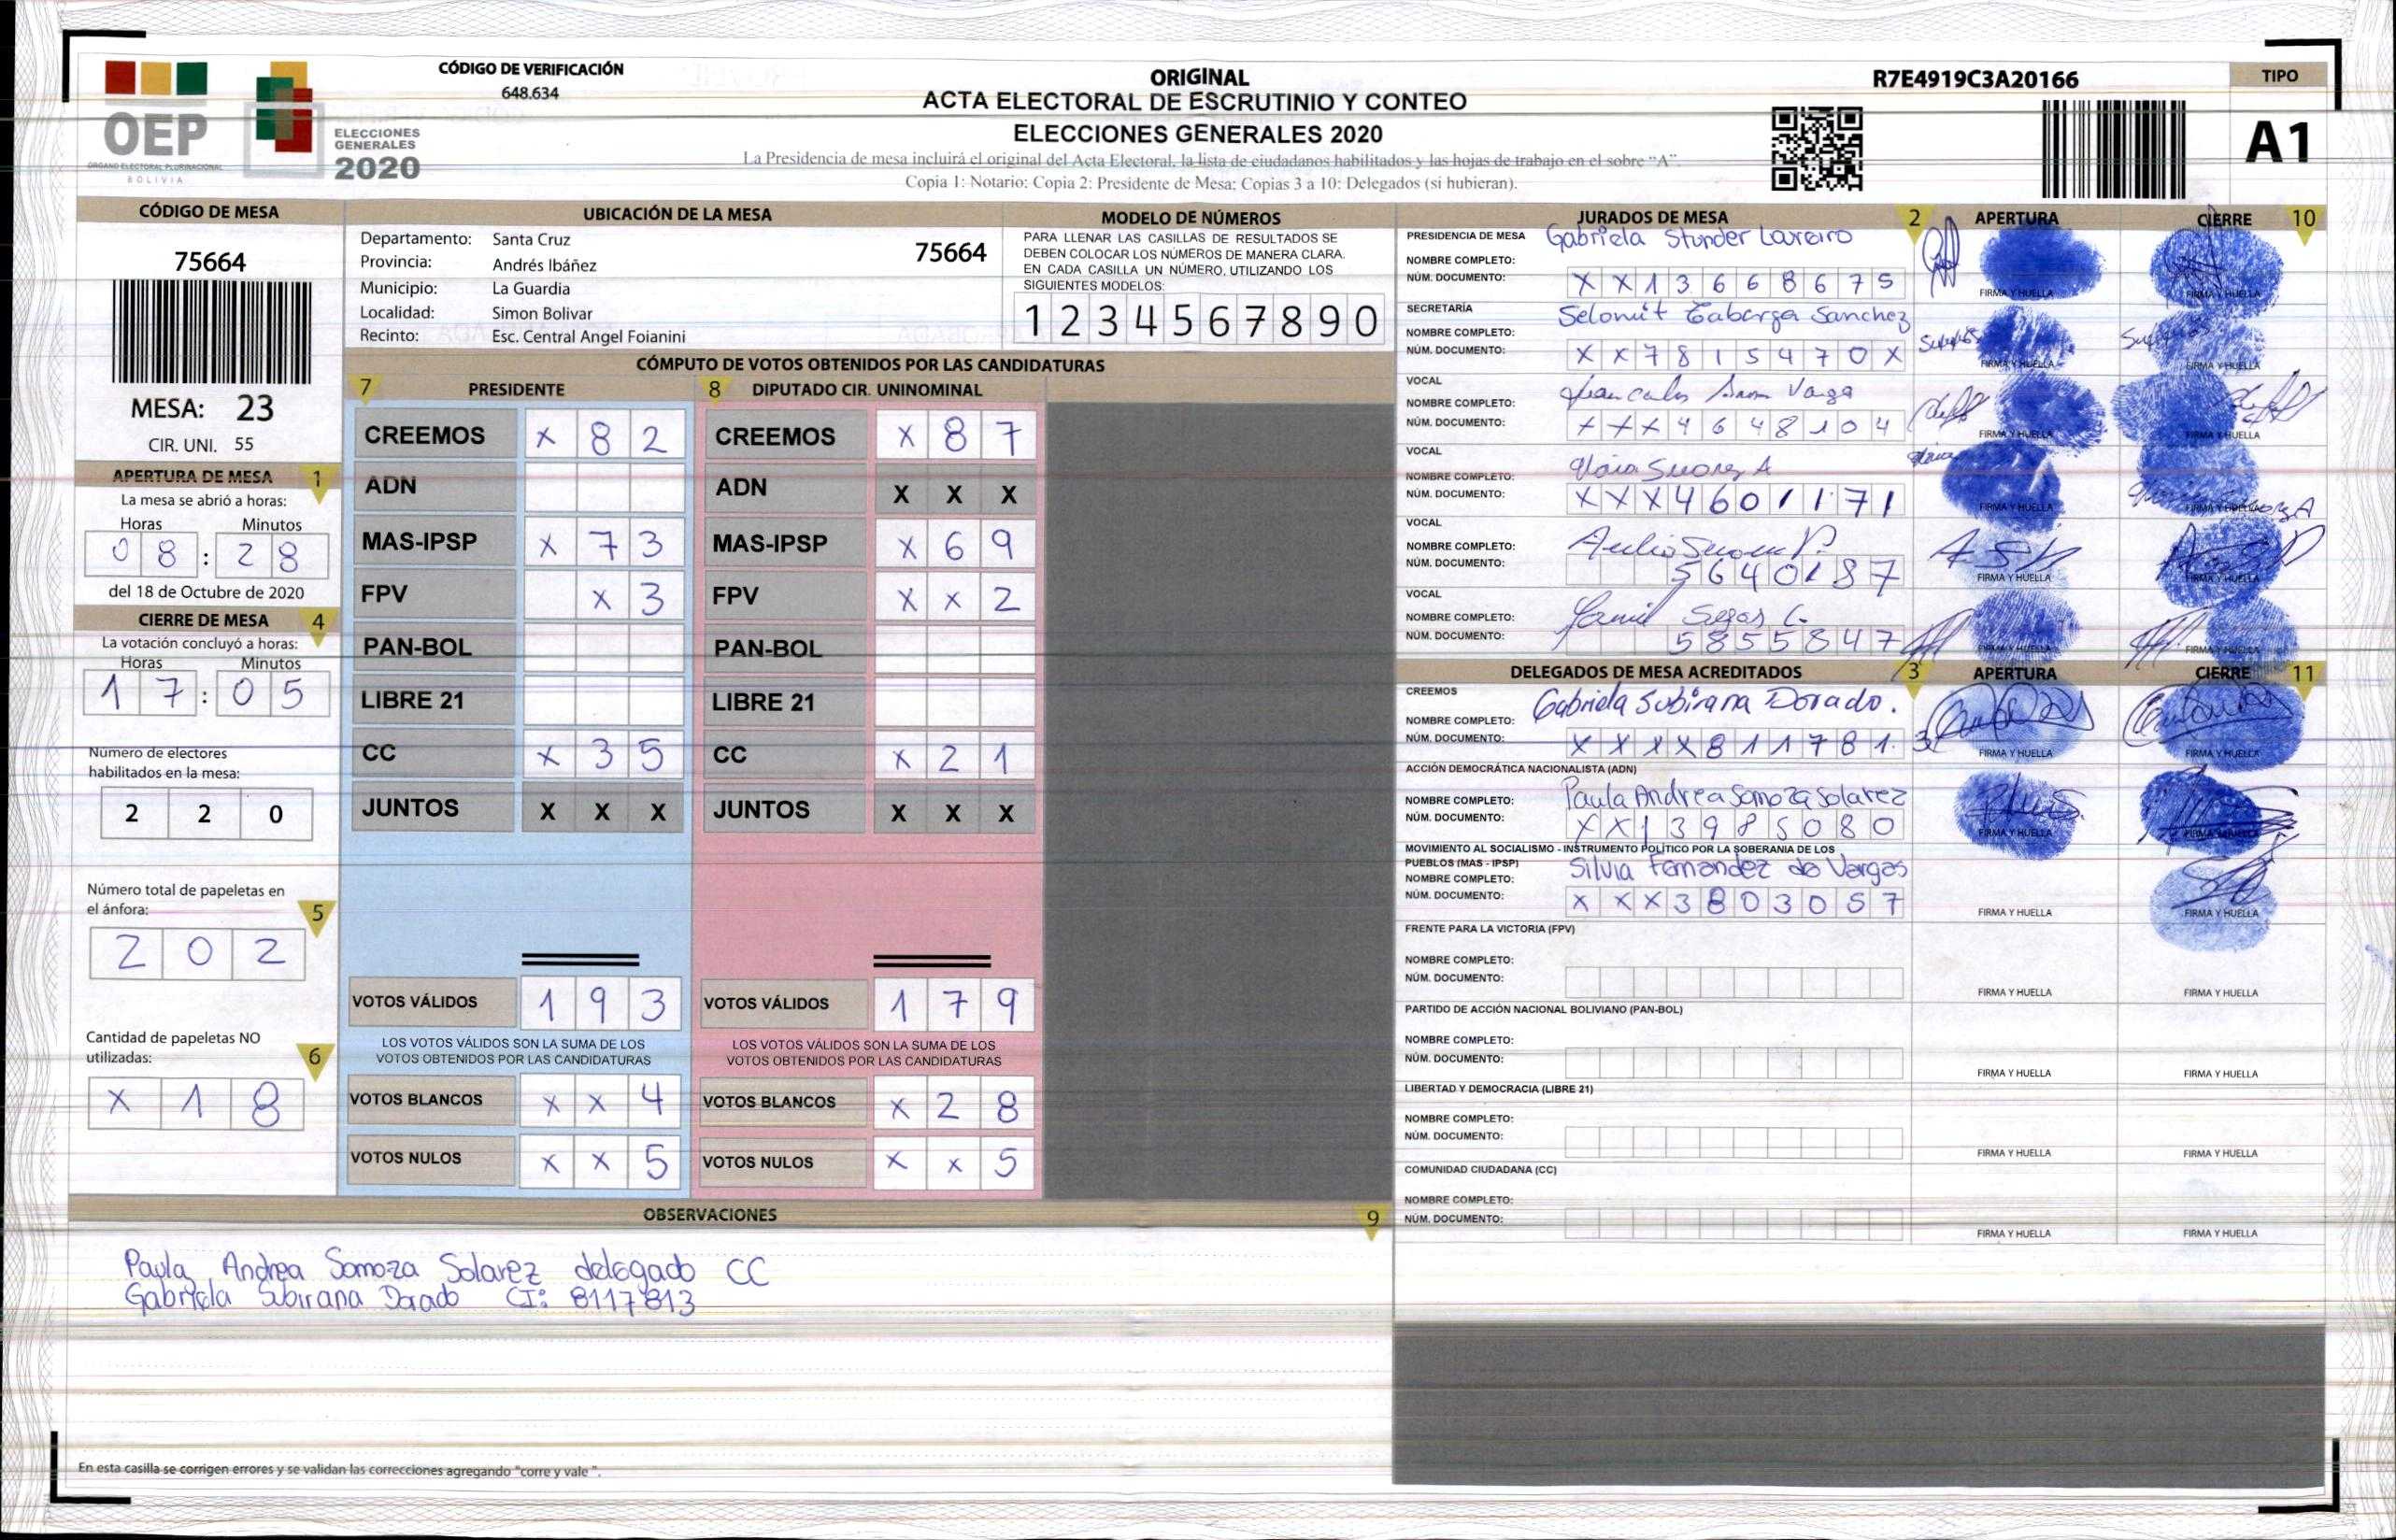 CÓDIGO DE VERIFICACIÓN
648.634
OEP
ÓRGANO ELECTORAL PLURINACIONAL
BOLIVIA
ELECCIONES
GENERALES
2020
ORIGINAL
ACTA ELECTORAL DE ESCRUTINIO Y CONTEO
ELECCIONES GENERALES 2020
La Presidencia de mesa incluirá el original del Acta Electoral, la lista de ciudadanos habilitados y las hojas de trabajo en el sobre "A".
Copia 1: Notario; Copia 2: Presidente de Mesa; Copias 3 a 10: Delegados (si hubieran).
R7E4919C3A20166
TIPO
A1
CÓDIGO DE MESA
75664
MESA: 23
CIR. UNI. 55
APERTURA DE MESA 1
La mesa se abrió a horas:
Horas Minutos
0 8 : 2 8
del 18 de Octubre de 2020
CIERRE DE MESA 4
La votación concluyó a horas:
Horas Minutos
1 7 : 0 5
Número de electores
habilitados en la mesa:
2 2 0
Número total de papeletas en
el ánfora: 5
2 0 2
Cantidad de papeletas NO
utilizadas: 6
X 1 8
UBICACIÓN DE LA MESA
Departamento: Santa Cruz 75664
Provincia: Andrés Ibáñez
Municipio: La Guardia
Localidad: Simon Bolivar
Recinto: Esc. Central Angel Foianini
MODELO DE NÚMEROS
PARA LLENAR LAS CASILLAS DE RESULTADOS SE
DEBEN COLOCAR LOS NÚMEROS DE MANERA CLARA.
EN CADA CASILLA UN NÚMERO, UTILIZANDO LOS
SIGUIENTES MODELOS:
1 2 3 4 5 6 7 8 9 0
CÓMPUTO DE VOTOS OBTENIDOS POR LAS CANDIDATURAS
7 PRESIDENTE
CREEMOS X 8 2
ADN
MAS-IPSP X 7 3
FPV X 3
PAN-BOL
LIBRE 21
CC X 3 5
JUNTOS X X X
VOTOS VÁLIDOS 1 9 3
LOS VOTOS VÁLIDOS SON LA SUMA DE LOS
VOTOS OBTENIDOS POR LAS CANDIDATURAS
VOTOS BLANCOS X X 4
VOTOS NULOS X X 5
8 DIPUTADO CIR. UNINOMINAL
CREEMOS X 8 7
ADN X X X
MAS-IPSP X 6 9
FPV X X 2
PAN-BOL
LIBRE 21
CC X 2 1
JUNTOS X X X
VOTOS VÁLIDOS 1 7 9
LOS VOTOS VÁLIDOS SON LA SUMA DE LOS
VOTOS OBTENIDOS POR LAS CANDIDATURAS
VOTOS BLANCOS X 2 8
VOTOS NULOS X X 5
OBSERVACIONES 9
Paula Andrea Somoza Solarez delegado CC
Gabriela Subirana Dorado CI: 8117813
En esta casilla se corrigen errores y se validan las correcciones agregando "corre y vale ".
JURADOS DE MESA 2 APERTURA CIERRE 10
PRESIDENCIA DE MESA Gabriela Stunder Loureiro
NOMBRE COMPLETO:
NÚM. DOCUMENTO: X X 1 3 6 6 8 6 7 5
FIRMA Y HUELLA FIRMA Y HUELLA
SECRETARÍA
NOMBRE COMPLETO: Selomit Sanchez
NÚM. DOCUMENTO: X X 7 8 1 5 4 7 0 X
FIRMA Y HUELLA FIRMA Y HUELLA
VOCAL
NOMBRE COMPLETO: Juan Carlos
NÚM. DOCUMENTO: X X X 4 6 4 8 1 0 4
FIRMA Y HUELLA FIRMA Y HUELLA
VOCAL
NOMBRE COMPLETO: Suarez A
NÚM. DOCUMENTO: X X X 4 6 0 1 1 7 1
FIRMA Y HUELLA FIRMA Y HUELLA
VOCAL
NOMBRE COMPLETO:
NÚM. DOCUMENTO: 5 6 4 0 1 8 7
FIRMA Y HUELLA FIRMA Y HUELLA
VOCAL
NOMBRE COMPLETO:
NÚM. DOCUMENTO: 5 8 5 5 8 4 7
FIRMA Y HUELLA FIRMA Y HUELLA
DELEGADOS DE MESA ACREDITADOS 3 APERTURA CIERRE 11
CREEMOS
NOMBRE COMPLETO: Gabriela Subirana Dorado.
NÚM. DOCUMENTO: X X X X 8 1 1 7 8 1 3
FIRMA Y HUELLA FIRMA Y HUELLA
ACCIÓN DEMOCRÁTICA NACIONALISTA (ADN)
NOMBRE COMPLETO: Paula Andrea Somoza Solarez
NÚM. DOCUMENTO: X X 1 3 9 8 5 0 8 0
FIRMA Y HUELLA FIRMA Y HUELLA
MOVIMIENTO AL SOCIALISMO - INSTRUMENTO POLÍTICO POR LA SOBERANIA DE LOS
PUEBLOS (MAS - IPSP) Silvia Fernandez de Vargas
NOMBRE COMPLETO:
NÚM. DOCUMENTO: X X X 3 8 0 3 0 5 7
FIRMA Y HUELLA FIRMA Y HUELLA
FRENTE PARA LA VICTORIA (FPV)
NOMBRE COMPLETO:
NÚM. DOCUMENTO:
FIRMA Y HUELLA FIRMA Y HUELLA
PARTIDO DE ACCIÓN NACIONAL BOLIVIANO (PAN-BOL)
NOMBRE COMPLETO:
NÚM. DOCUMENTO:
FIRMA Y HUELLA FIRMA Y HUELLA
LIBERTAD Y DEMOCRACIA (LIBRE 21)
NOMBRE COMPLETO:
NÚM. DOCUMENTO:
FIRMA Y HUELLA FIRMA Y HUELLA
COMUNIDAD CIUDADANA (CC)
NOMBRE COMPLETO:
NÚM. DOCUMENTO:
FIRMA Y HUELLA FIRMA Y HUELLA